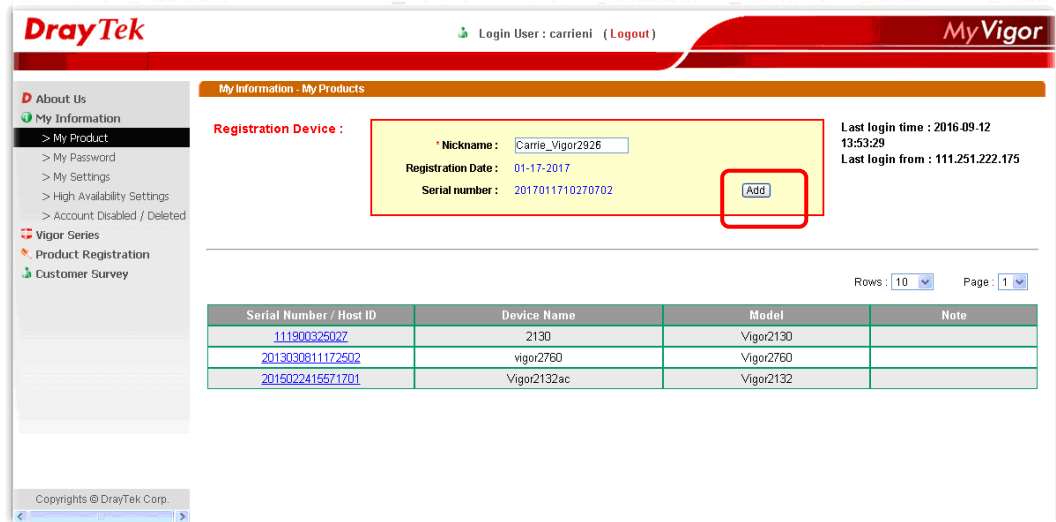 DrayTek
Login User : carrieni ( Logout )
MyVigor
About Us
My Information
> My Product
> My Password
> My Settings
> High Availability Settings
> Account Disabled / Deleted
Vigor Series
Product Registration
Customer Survey
Copyrights © DrayTek Corp.
My Information - My Products
Registration Device :
* Nickname : Carrie_Vigor2926
Registration Date : 01-17-2017
Serial number : 2017011710270702
Add
Last login time : 2016-09-12
13:53:29
Last login from : 111.251.222.175
Rows : 10 Page : 1
Serial Number / Host ID Device Name Model Note
111900325027 2130 Vigor2130
2013030811172502 vigor2760 Vigor2760
2015022415571701 Vigor2132ac Vigor2132